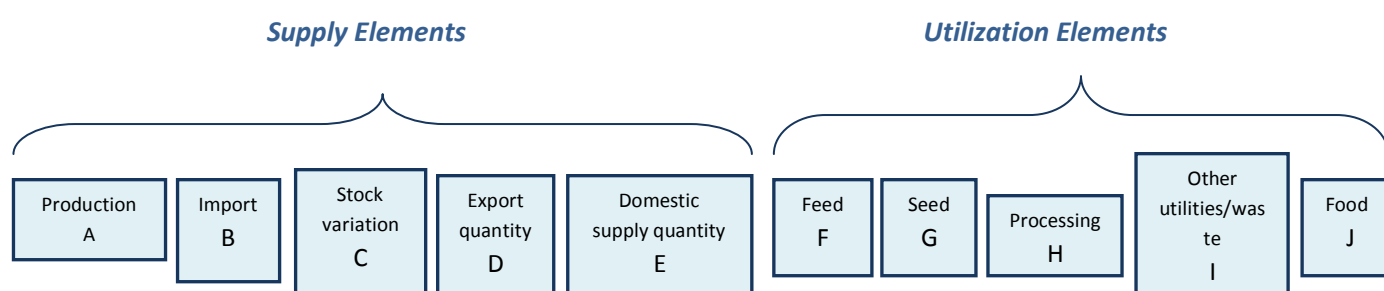 Supply Elements
Utilization Elements
Production
A
Import
B
Stock
variation
C
Export
quantity
D
Domestic
supply quantity
E
Feed
F
Seed
G
Processing
H
Other
utilities/was
te
I
Food
J